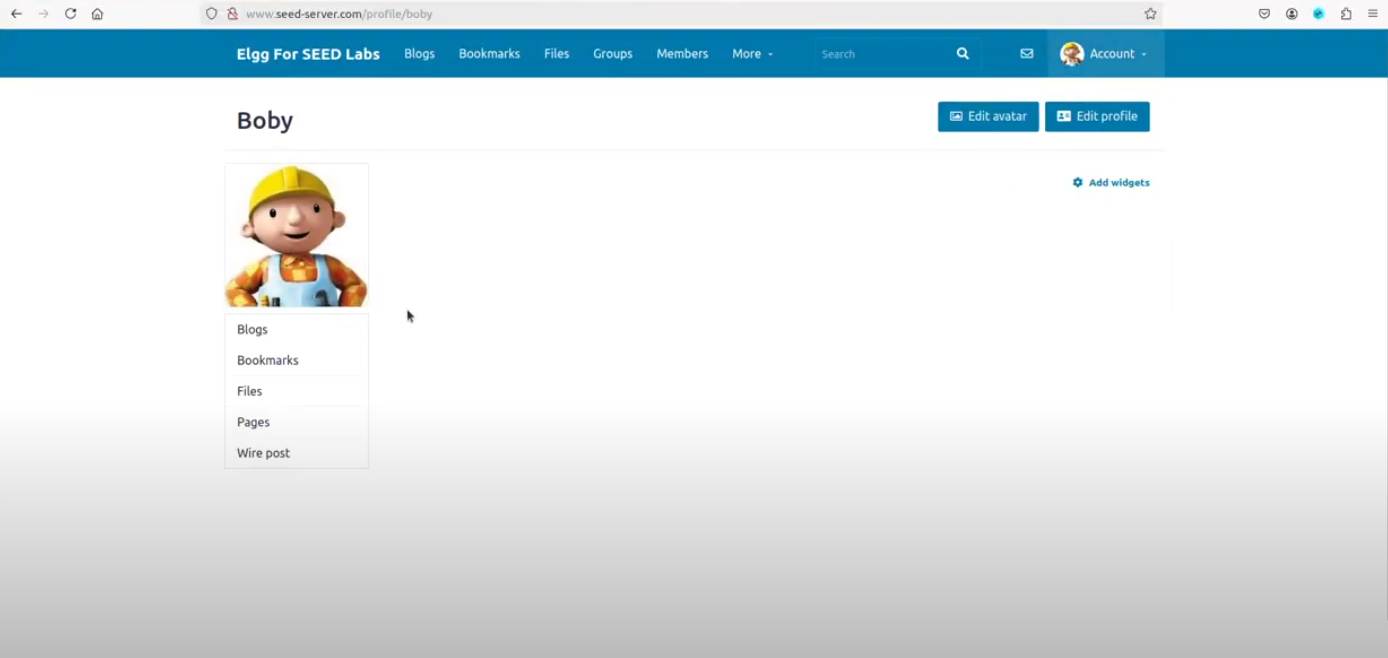 www.seed-server.com/profile/boby
Elgg For SEED Labs Blogs Bookmarks Files Groups Members More Search Account
Boby
Edit avatar Edit profile
Add widgets
Blogs
Bookmarks
Files
Pages
Wire post